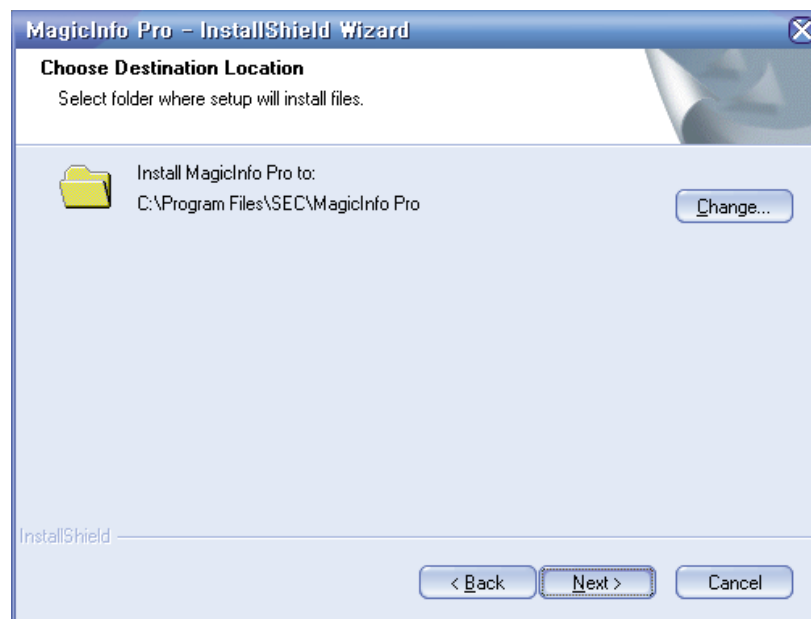 MagicInfo Pro - InstallShield Wizard
Choose Destination Location
Select folder where setup will install files.
Install MagicInfo Pro to:
C:\Program Files\SEC\MagicInfo Pro
Change...
InstallShield
< Back
Next >
Cancel